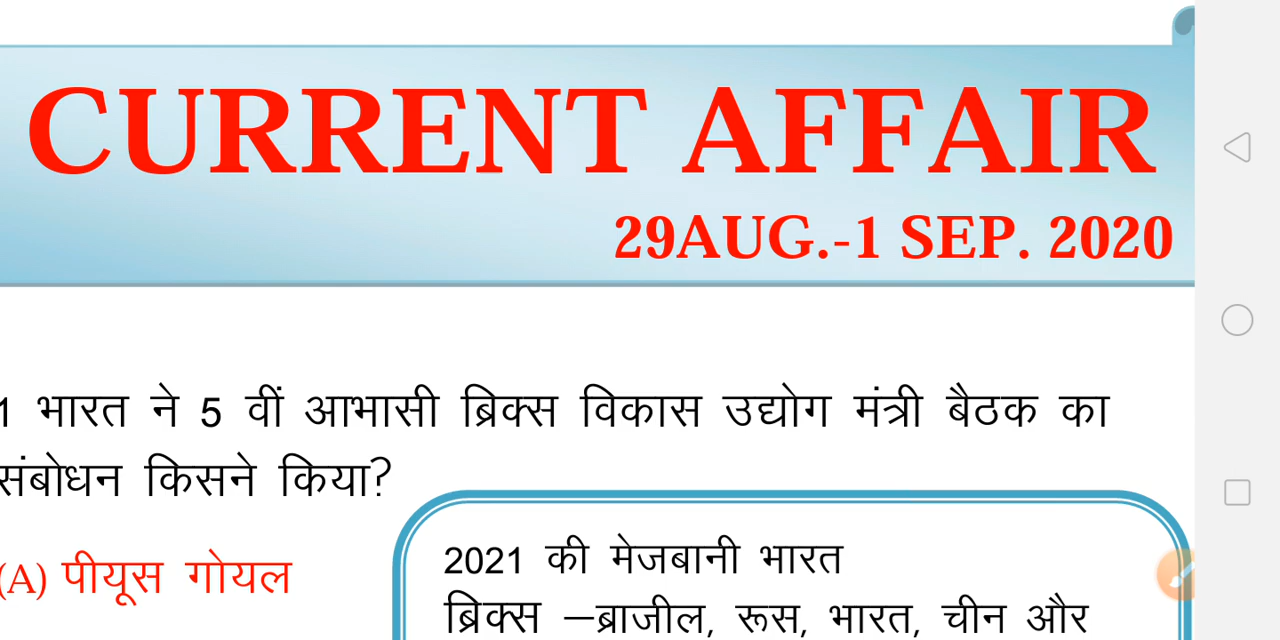 CURRENT AFFAIR
29AUG.-1 SEP. 2020
1 भारत ने 5 वीं आभासी ब्रिक्स विकास उद्योग मंत्री बैठक का
संबोधन किसने किया?
(A) पीयूस गोयल
2021 की मेजबानी भारत
ब्रिक्स –ब्राजील, रूस, भारत, चीन और